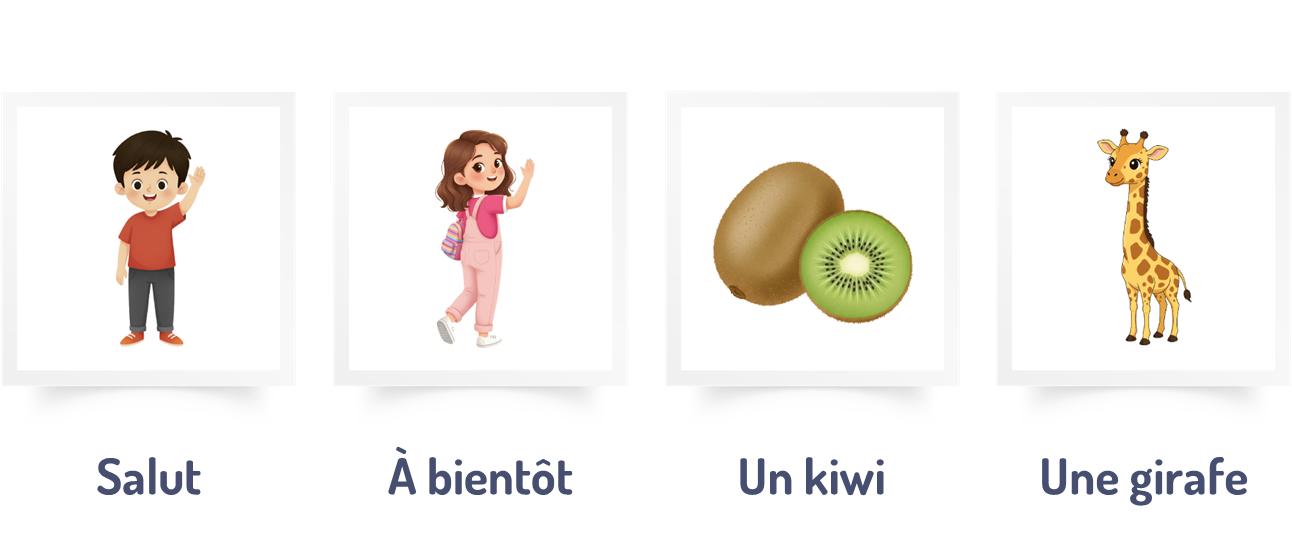 Salut
À bientôt
Un kiwi
Une girafe